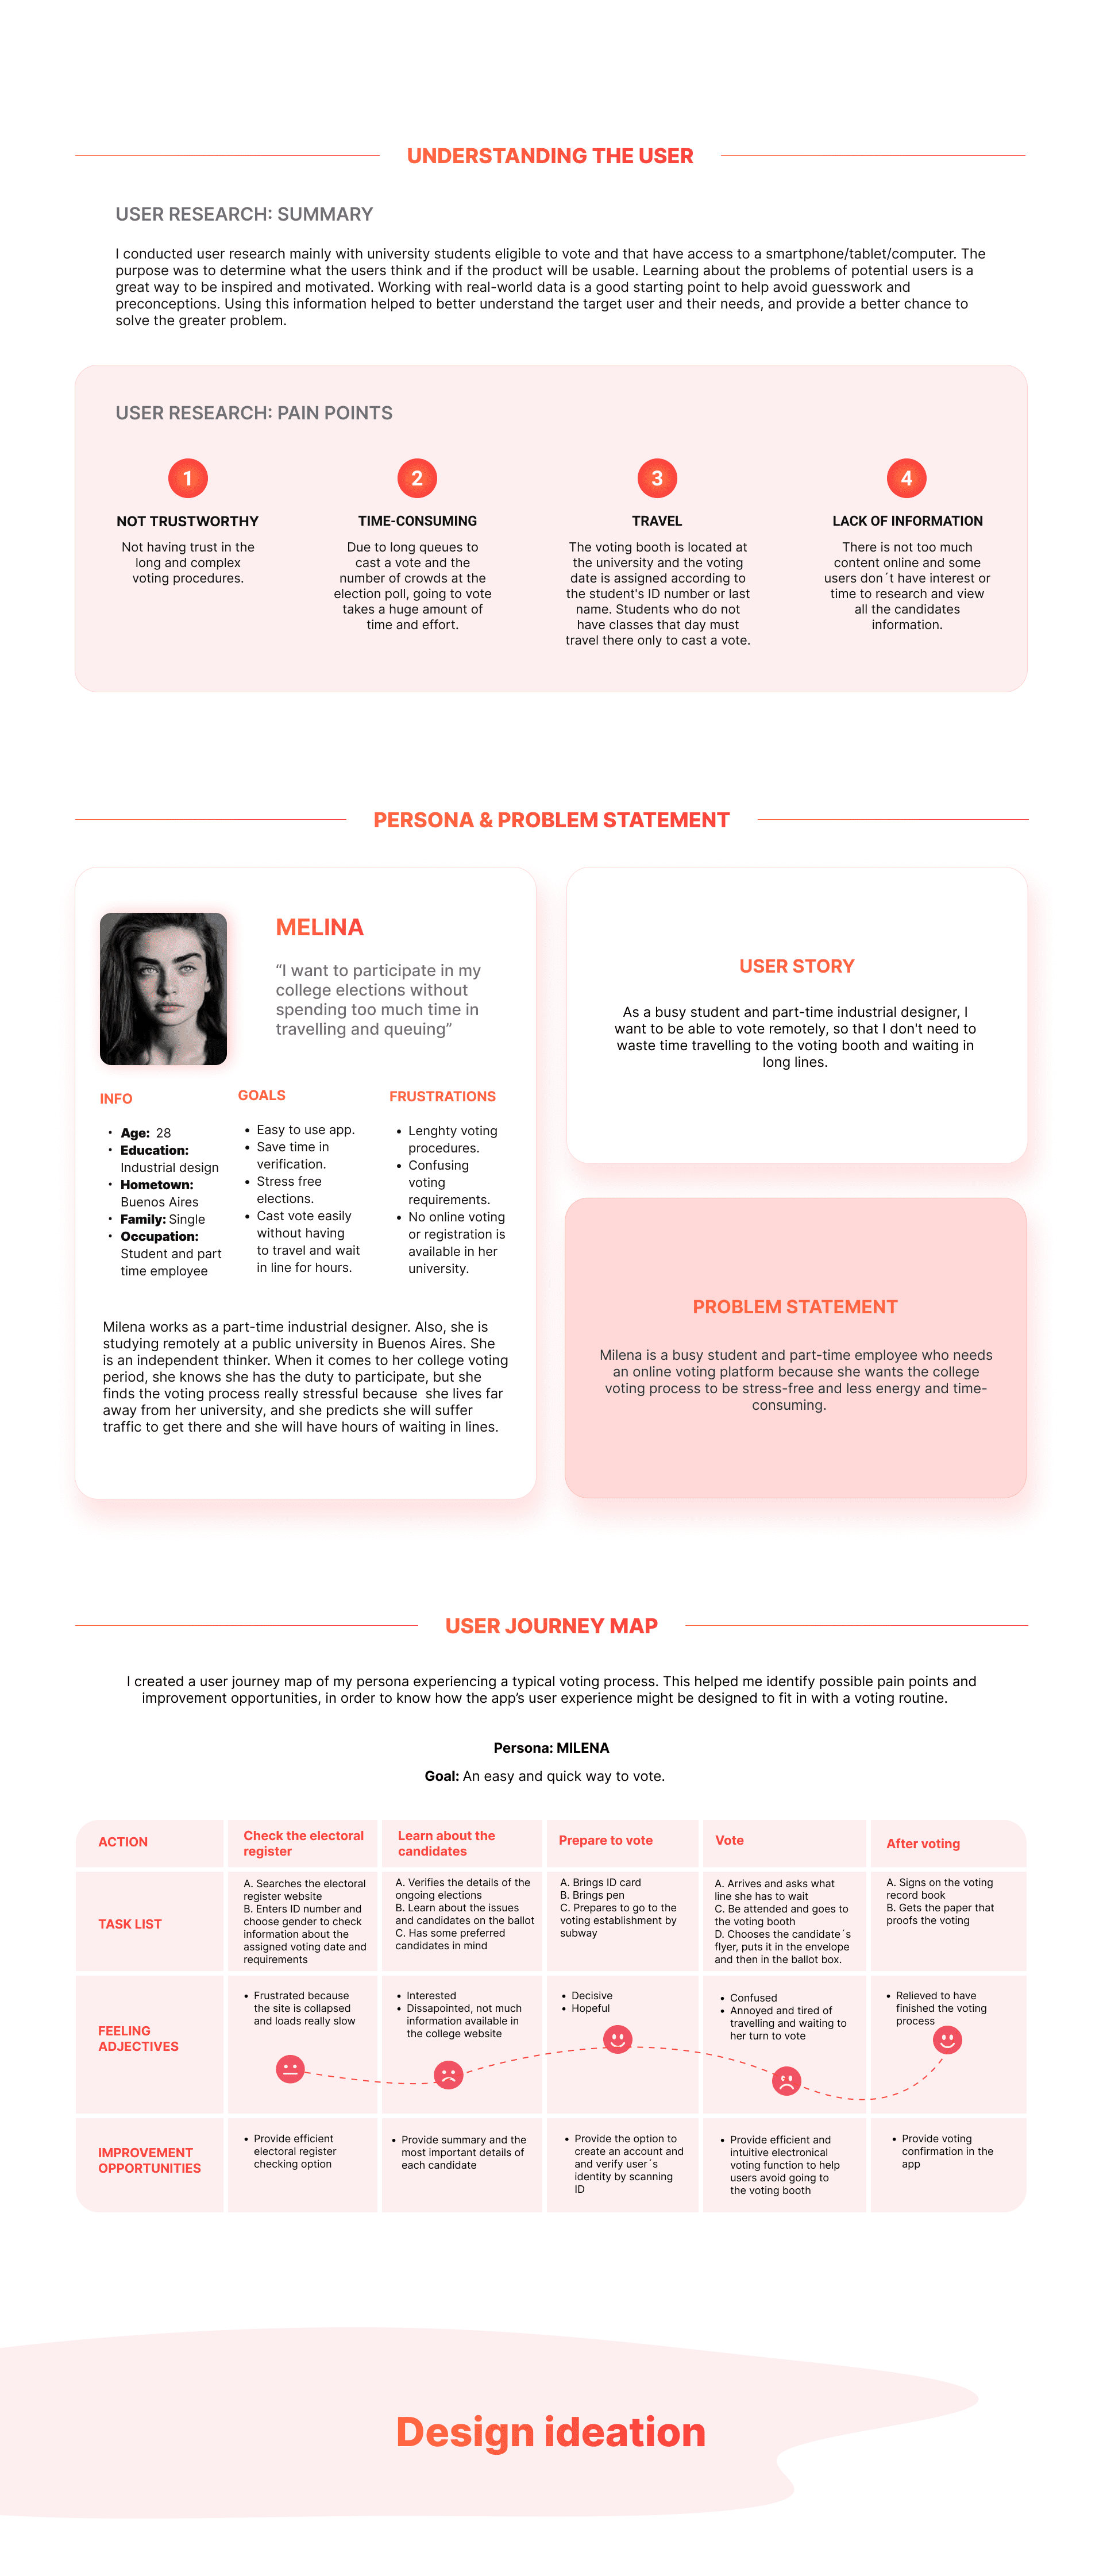 UNDERSTANDING THE USER
USER RESEARCH: SUMMARY
I conducted user research mainly with university students eligible to vote and that have access to a smartphone/tablet/computer. The
purpose was to determine what the users think and if the product will be usable. Learning about the problems of potential users is a
great way to be inspired and motivated. Working with real-world data is a good starting point to help avoid guesswork and
preconceptions. Using this information helped to better understand the target user and their needs, and provide a better chance to
solve the greater problem.
USER RESEARCH: PAIN POINTS
1
NOT TRUSTWORTHY
Not having trust in the
long and complex
voting procedures.
2
TIME-CONSUMING
Due to long queues to
cast a vote and the
number of crowds at the
election poll, going to vote
takes a huge amount of
time and effort.
3
TRAVEL
The voting booth is located at
the university and the voting
date is assigned according to
the student's ID number or last
name. Students who do not
have classes that day must
travel there only to cast a vote.
4
LACK OF INFORMATION
There is not too much
content online and some
users don´t have interest or
time to research and view
all the candidates
information.
PERSONA & PROBLEM STATEMENT
MELINA
“I want to participate in my
college elections without
spending too much time in
travelling and queuing”
INFO
• Age: 28
• Education:
Industrial design
• Hometown:
Buenos Aires
• Family: Single
• Occupation:
Student and part
time employee
GOALS
• Easy to use app.
• Save time in
verification.
• Stress free
elections.
• Cast vote easily
without having
to travel and wait
in line for hours.
FRUSTRATIONS
• Lenghty voting
procedures.
• Confusing
voting
requirements.
• No online voting
or registration is
available in her
university.
Milena works as a part-time industrial designer. Also, she is
studying remotely at a public university in Buenos Aires. She
is an independent thinker. When it comes to her college voting
period, she knows she has the duty to participate, but she
finds the voting process really stressful because she lives far
away from her university, and she predicts she will suffer
traffic to get there and she will have hours of waiting in lines.
USER STORY
As a busy student and part-time industrial designer, I
want to be able to vote remotely, so that I don't need to
waste time travelling to the voting booth and waiting in
long lines.
PROBLEM STATEMENT
Milena is a busy student and part-time employee who needs
an online voting platform because she wants the college
voting process to be stress-free and less energy and time-
consuming.
USER JOURNEY MAP
I created a user journey map of my persona experiencing a typical voting process. This helped me identify possible pain points and
improvement opportunities, in order to know how the app’s user experience might be designed to fit in with a voting routine.
Persona: MILENA
Goal: An easy and quick way to vote.
ACTION
Check the electoral
register
Learn about the
candidates
Prepare to vote
Vote
After voting
TASK LIST
A. Searches the electoral
register website
B. Enters ID number and
choose gender to check
information about the
assigned voting date and
requirements
A. Verifies the details of the
ongoing elections
B. Learn about the issues
and candidates on the ballot
C. Has some preferred
candidates in mind
A. Brings ID card
B. Brings pen
C. Prepares to go to the
voting establishment by
subway
A. Arrives and asks what
line she has to wait
C. Be attended and goes to
the voting booth
D. Chooses the candidate´s
flyer, puts it in the envelope
and then in the ballot box.
A. Signs on the voting
record book
B. Gets the paper that
proofs the voting
FEELING
ADJECTIVES
• Frustrated because
the site is collapsed
and loads really slow
• Interested
• Dissapointed, not much
information available in
the college website
• Decisive
• Hopeful
• Confused
• Annoyed and tired of
travelling and waiting to
her turn to vote
• Relieved to have
finished the voting
process
IMPROVEMENT
OPPORTUNITIES
• Provide efficient
electoral register
checking option
• Provide summary and the
most important details of
each candidate
• Provide the option to
create an account and
and verify user´s
identity by scanning
ID
• Provide efficient and
intuitive electronical
voting function to help
users avoid going to
the voting booth
• Provide voting
confirmation in the
app
Design ideation